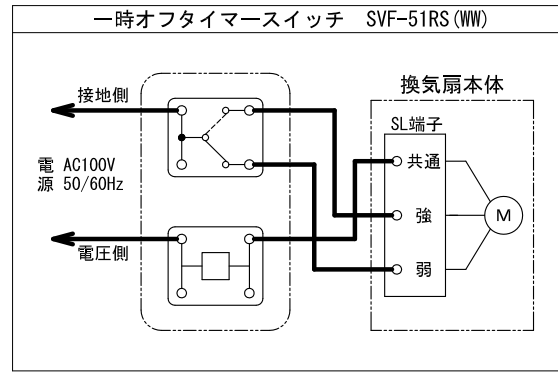 一時オフタイマースイッチ SVF-51RS(WW)
接地側
電源 AC100V 50/60Hz
電圧側
換気扇本体
SL端子
共通
強
弱
M